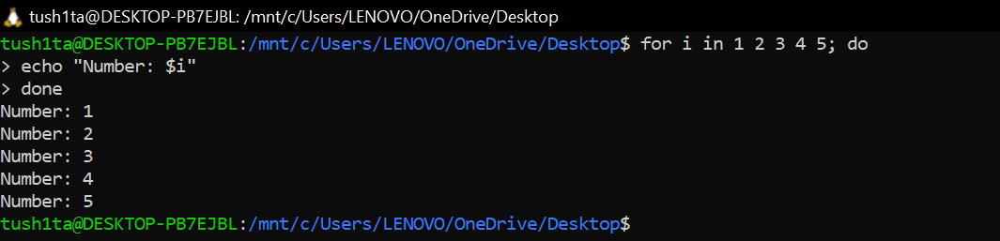 tush1ta@DESKTOP-PB7EJBL: /mnt/c/Users/LENOVO/OneDrive/Desktop
tush1ta@DESKTOP-PB7EJBL:/mnt/c/Users/LENOVO/OneDrive/Desktop$ for i in 1 2 3 4 5; do
> echo "Number: $i"
> done
Number: 1
Number: 2
Number: 3
Number: 4
Number: 5
tush1ta@DESKTOP-PB7EJBL:/mnt/c/Users/LENOVO/OneDrive/Desktop$